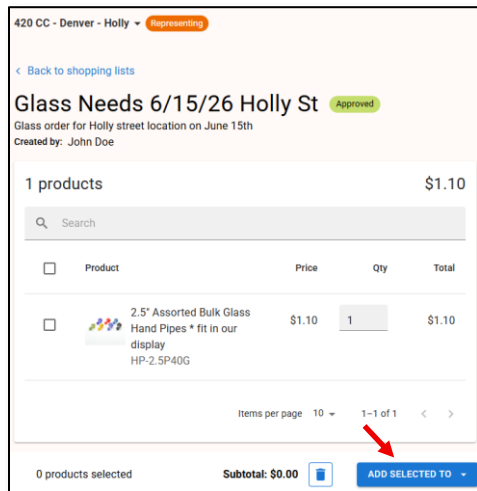 420 CC - Denver - Holly Representing
Back to shopping lists
Glass Needs 6/15/26 Holly St Approved
Glass order for Holly street location on June 15th
Created by: John Doe
1 products $1.10
Search
Product Price Qty Total
2.5" Assorted Bulk Glass
Hand Pipes * fit in our
display
HP-2.5P40G
$1.10 1 $1.10
Items per page 10 1-1 of 1
0 products selected Subtotal: $0.00 ADD SELECTED TO